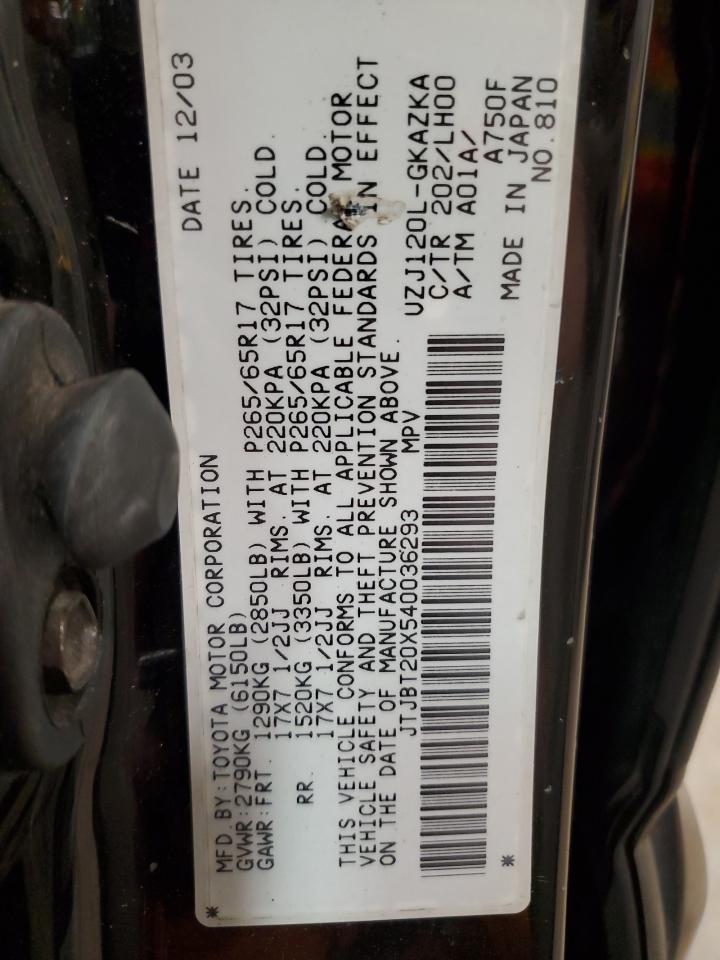 * MFD. BY: TOYOTA MOTOR CORPORATION DATE 12/03
GVWR: 2790KG (6150LB)
GAWR: FRT. 1290KG (2850LB) WITH P265/65R17 TIRES.
17X7 1/2JJ RIMS. AT 220KPA (32PSI) COLD.
RR. 1520KG (3350LB) WITH P265/65R17 TIRES.
17X7 1/2JJ RIMS. AT 220KPA (32PSI) COLD.
THIS VEHICLE CONFORMS TO ALL APPLICABLE FEDERAL MOTOR
VEHICLE SAFETY AND THEFT PREVENTION STANDARDS IN EFFECT
ON THE DATE OF MANUFACTURE SHOWN ABOVE.
JTJBT20X540036293 MPV
UZJ120L-GKAZKA
C/TR 202/LH00
A/TM A01A/ A750F
* MADE IN JAPAN
NO. 810